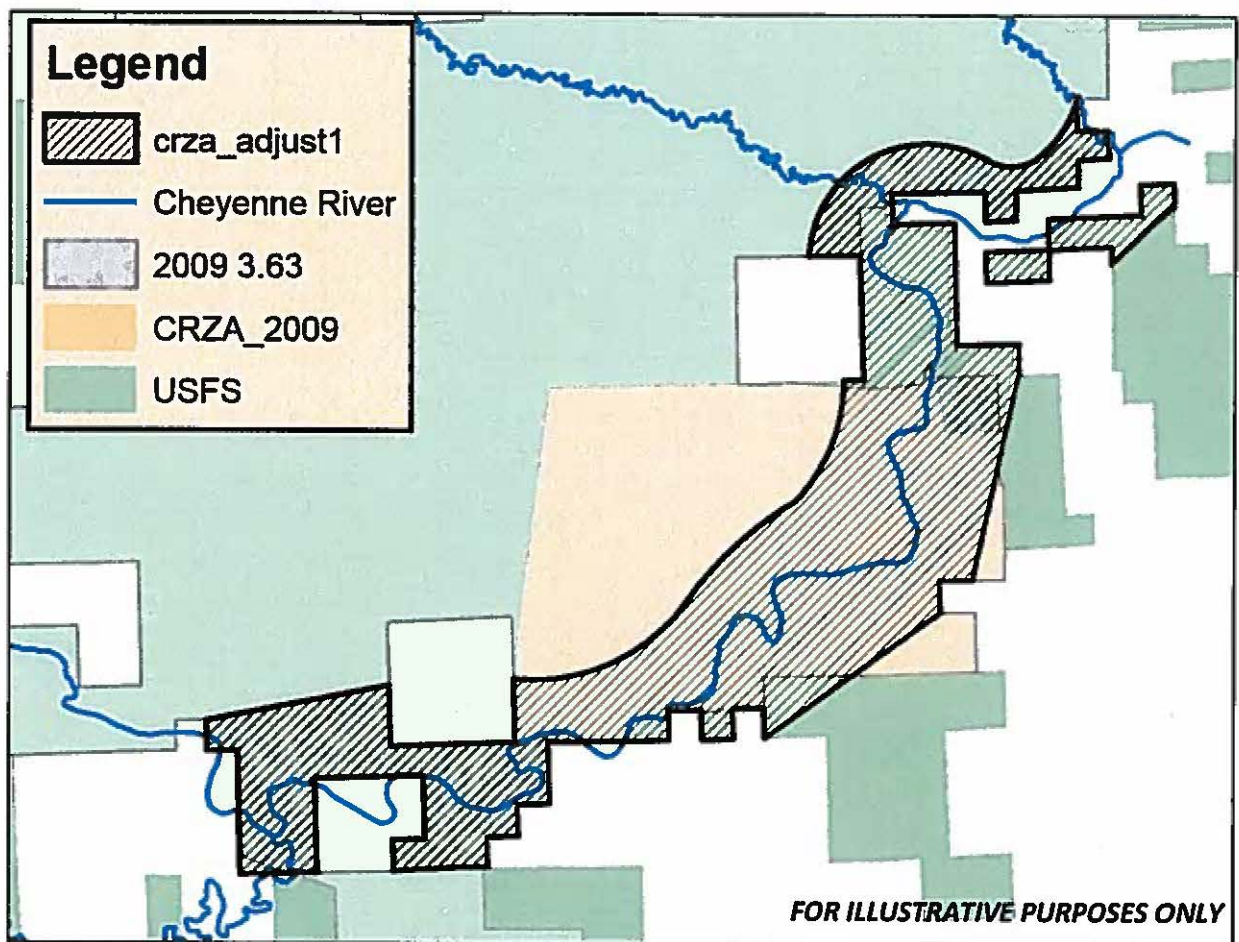 Legend
crza_adjust1
Cheyenne River
2009 3.63
CRZA_2009
USFS
FOR ILLUSTRATIVE PURPOSES ONLY